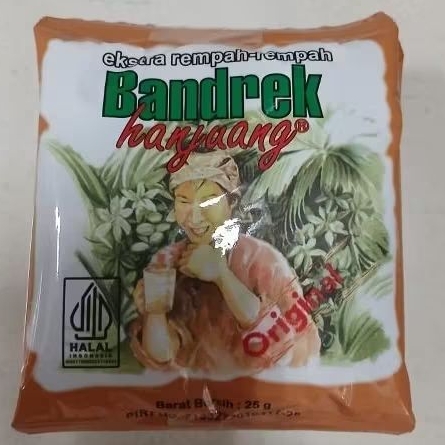 ekstra rempah-rempah
Bandrek
hanjuang®
Original
HALAL
INDONESIA
Berat Bersih : 25 g